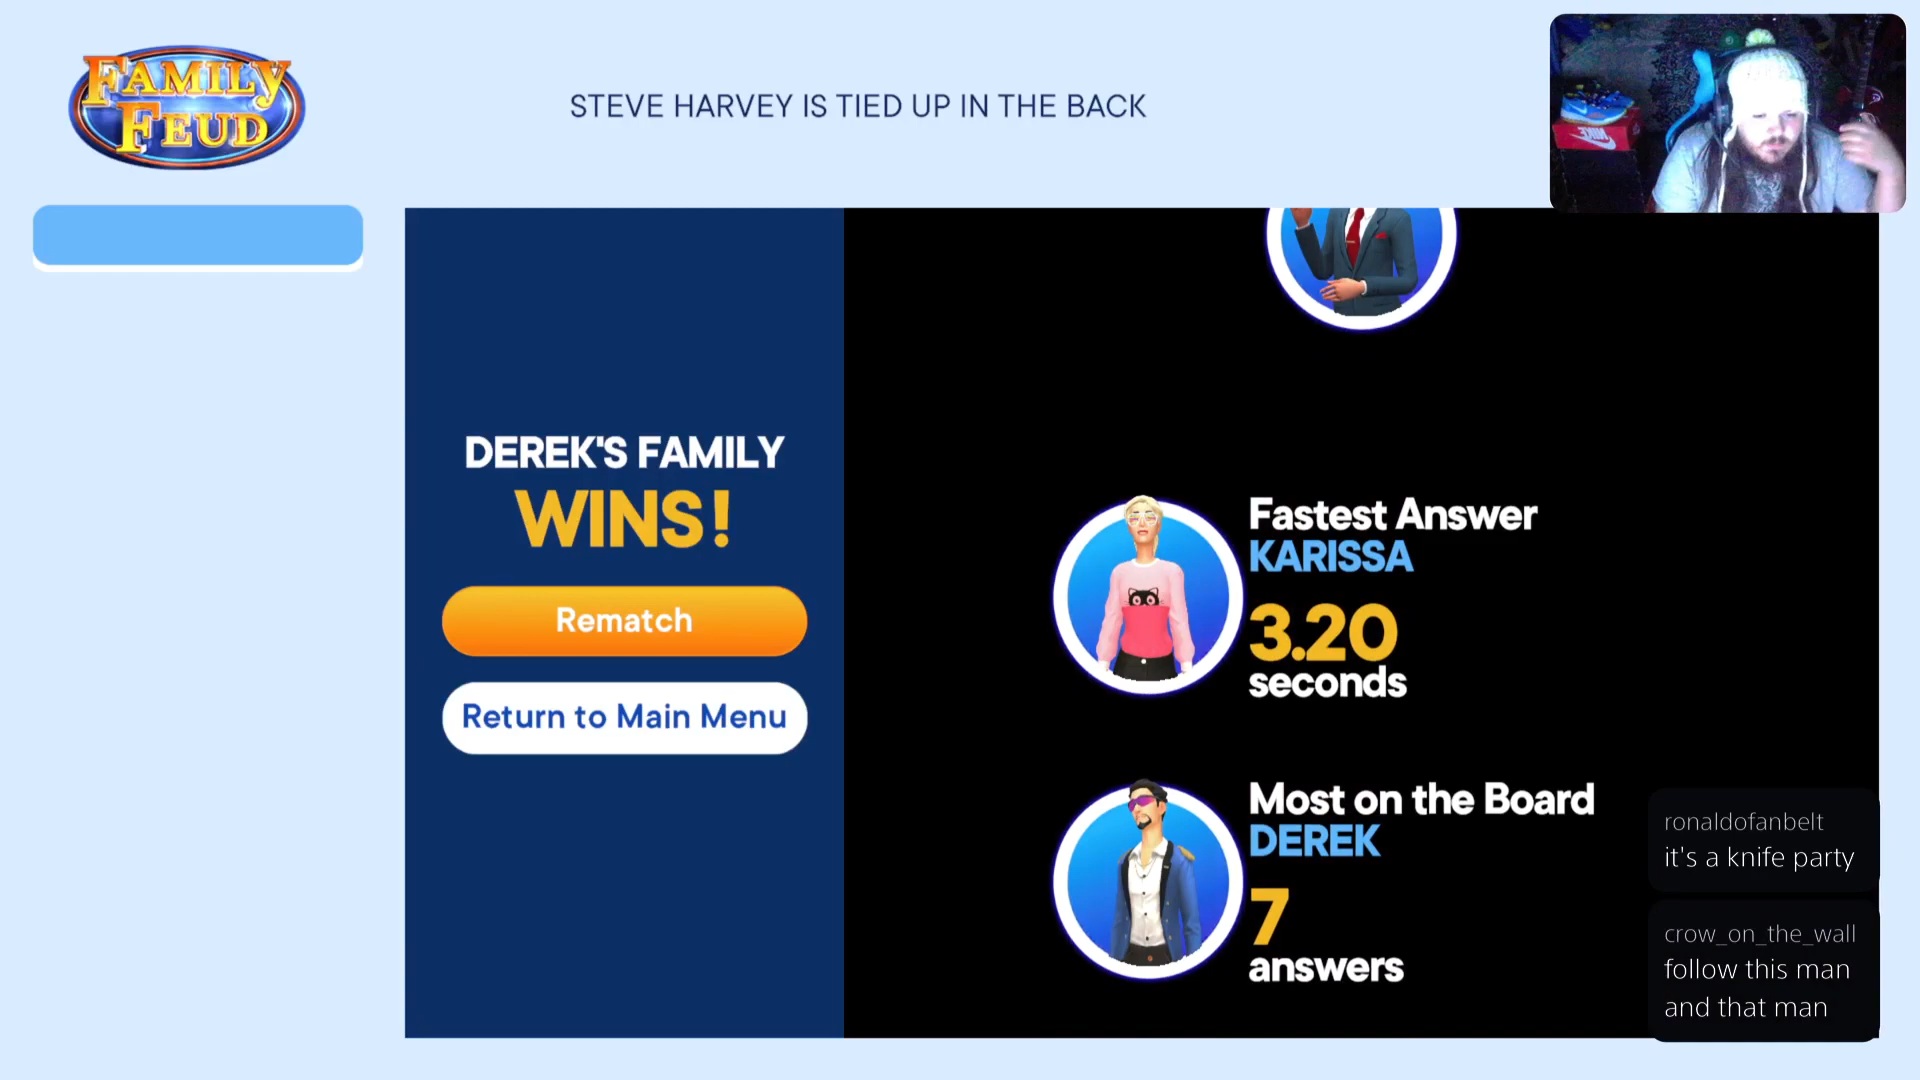 FAMILY
FEUD
STEVE HARVEY IS TIED UP IN THE BACK
NIKE
DEREK'S FAMILY
WINS!
Rematch
Return to Main Menu
Fastest Answer
KARISSA
3.20
seconds
Most on the Board
DEREK
7
answers
ronaldofanbelt
it's a knife party
crow_on_the_wall
follow this man
and that man